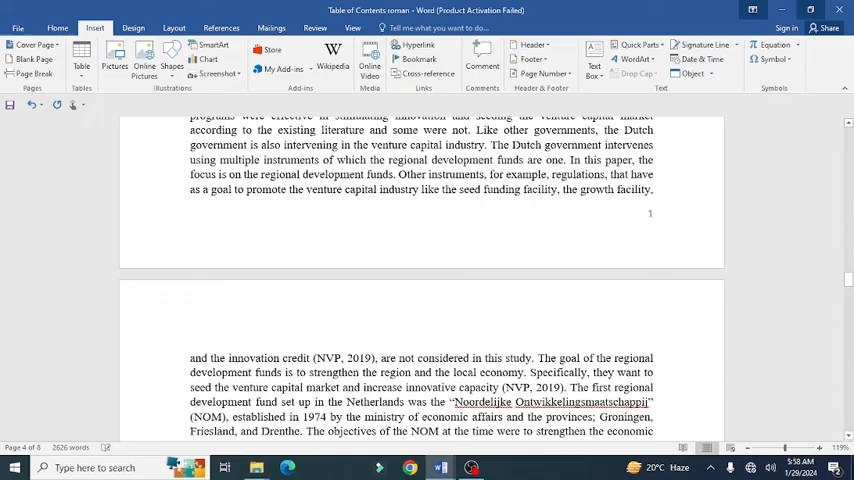 Table of Contents roman - Word (Product Activation Failed)
File Home Insert Design Layout References Mailings Review View Tell me what you want to do... Sign in Share
Cover Page
Blank Page
Page Break
Pages
Table
Tables
Pictures
Online Pictures
Shapes
SmartArt
Chart
Screenshot
Illustrations
Store
My Add-ins
Wikipedia
Add-ins
Online Video
Media
Hyperlink
Bookmark
Cross-reference
Links
Comment
Comments
Header
Footer
Page Number
Header & Footer
Text Box
Quick Parts
WordArt
Drop Cap
Signature Line
Date & Time
Object
Text
Equation
Symbol
Symbols
programs were effective in stimulating innovation and seeding the venture capital market
according to the existing literature and some were not. Like other governments, the Dutch
government is also intervening in the venture capital industry. The Dutch government intervenes
using multiple instruments of which the regional development funds are one. In this paper, the
focus is on the regional development funds. Other instruments, for example, regulations, that have
as a goal to promote the venture capital industry like the seed funding facility, the growth facility,
1
and the innovation credit (NVP, 2019), are not considered in this study. The goal of the regional
development funds is to strengthen the region and the local economy. Specifically, they want to
seed the venture capital market and increase innovative capacity (NVP, 2019). The first regional
development fund set up in the Netherlands was the “Noordelijke Ontwikkelingsmaatschappij”
(NOM), established in 1974 by the ministry of economic affairs and the provinces; Groningen,
Friesland, and Drenthe. The objectives of the NOM at the time were to strengthen the economic
Page 4 of 8 2626 words 119%
Type here to search 20°C Haze 5:58 AM
1/29/2024
2